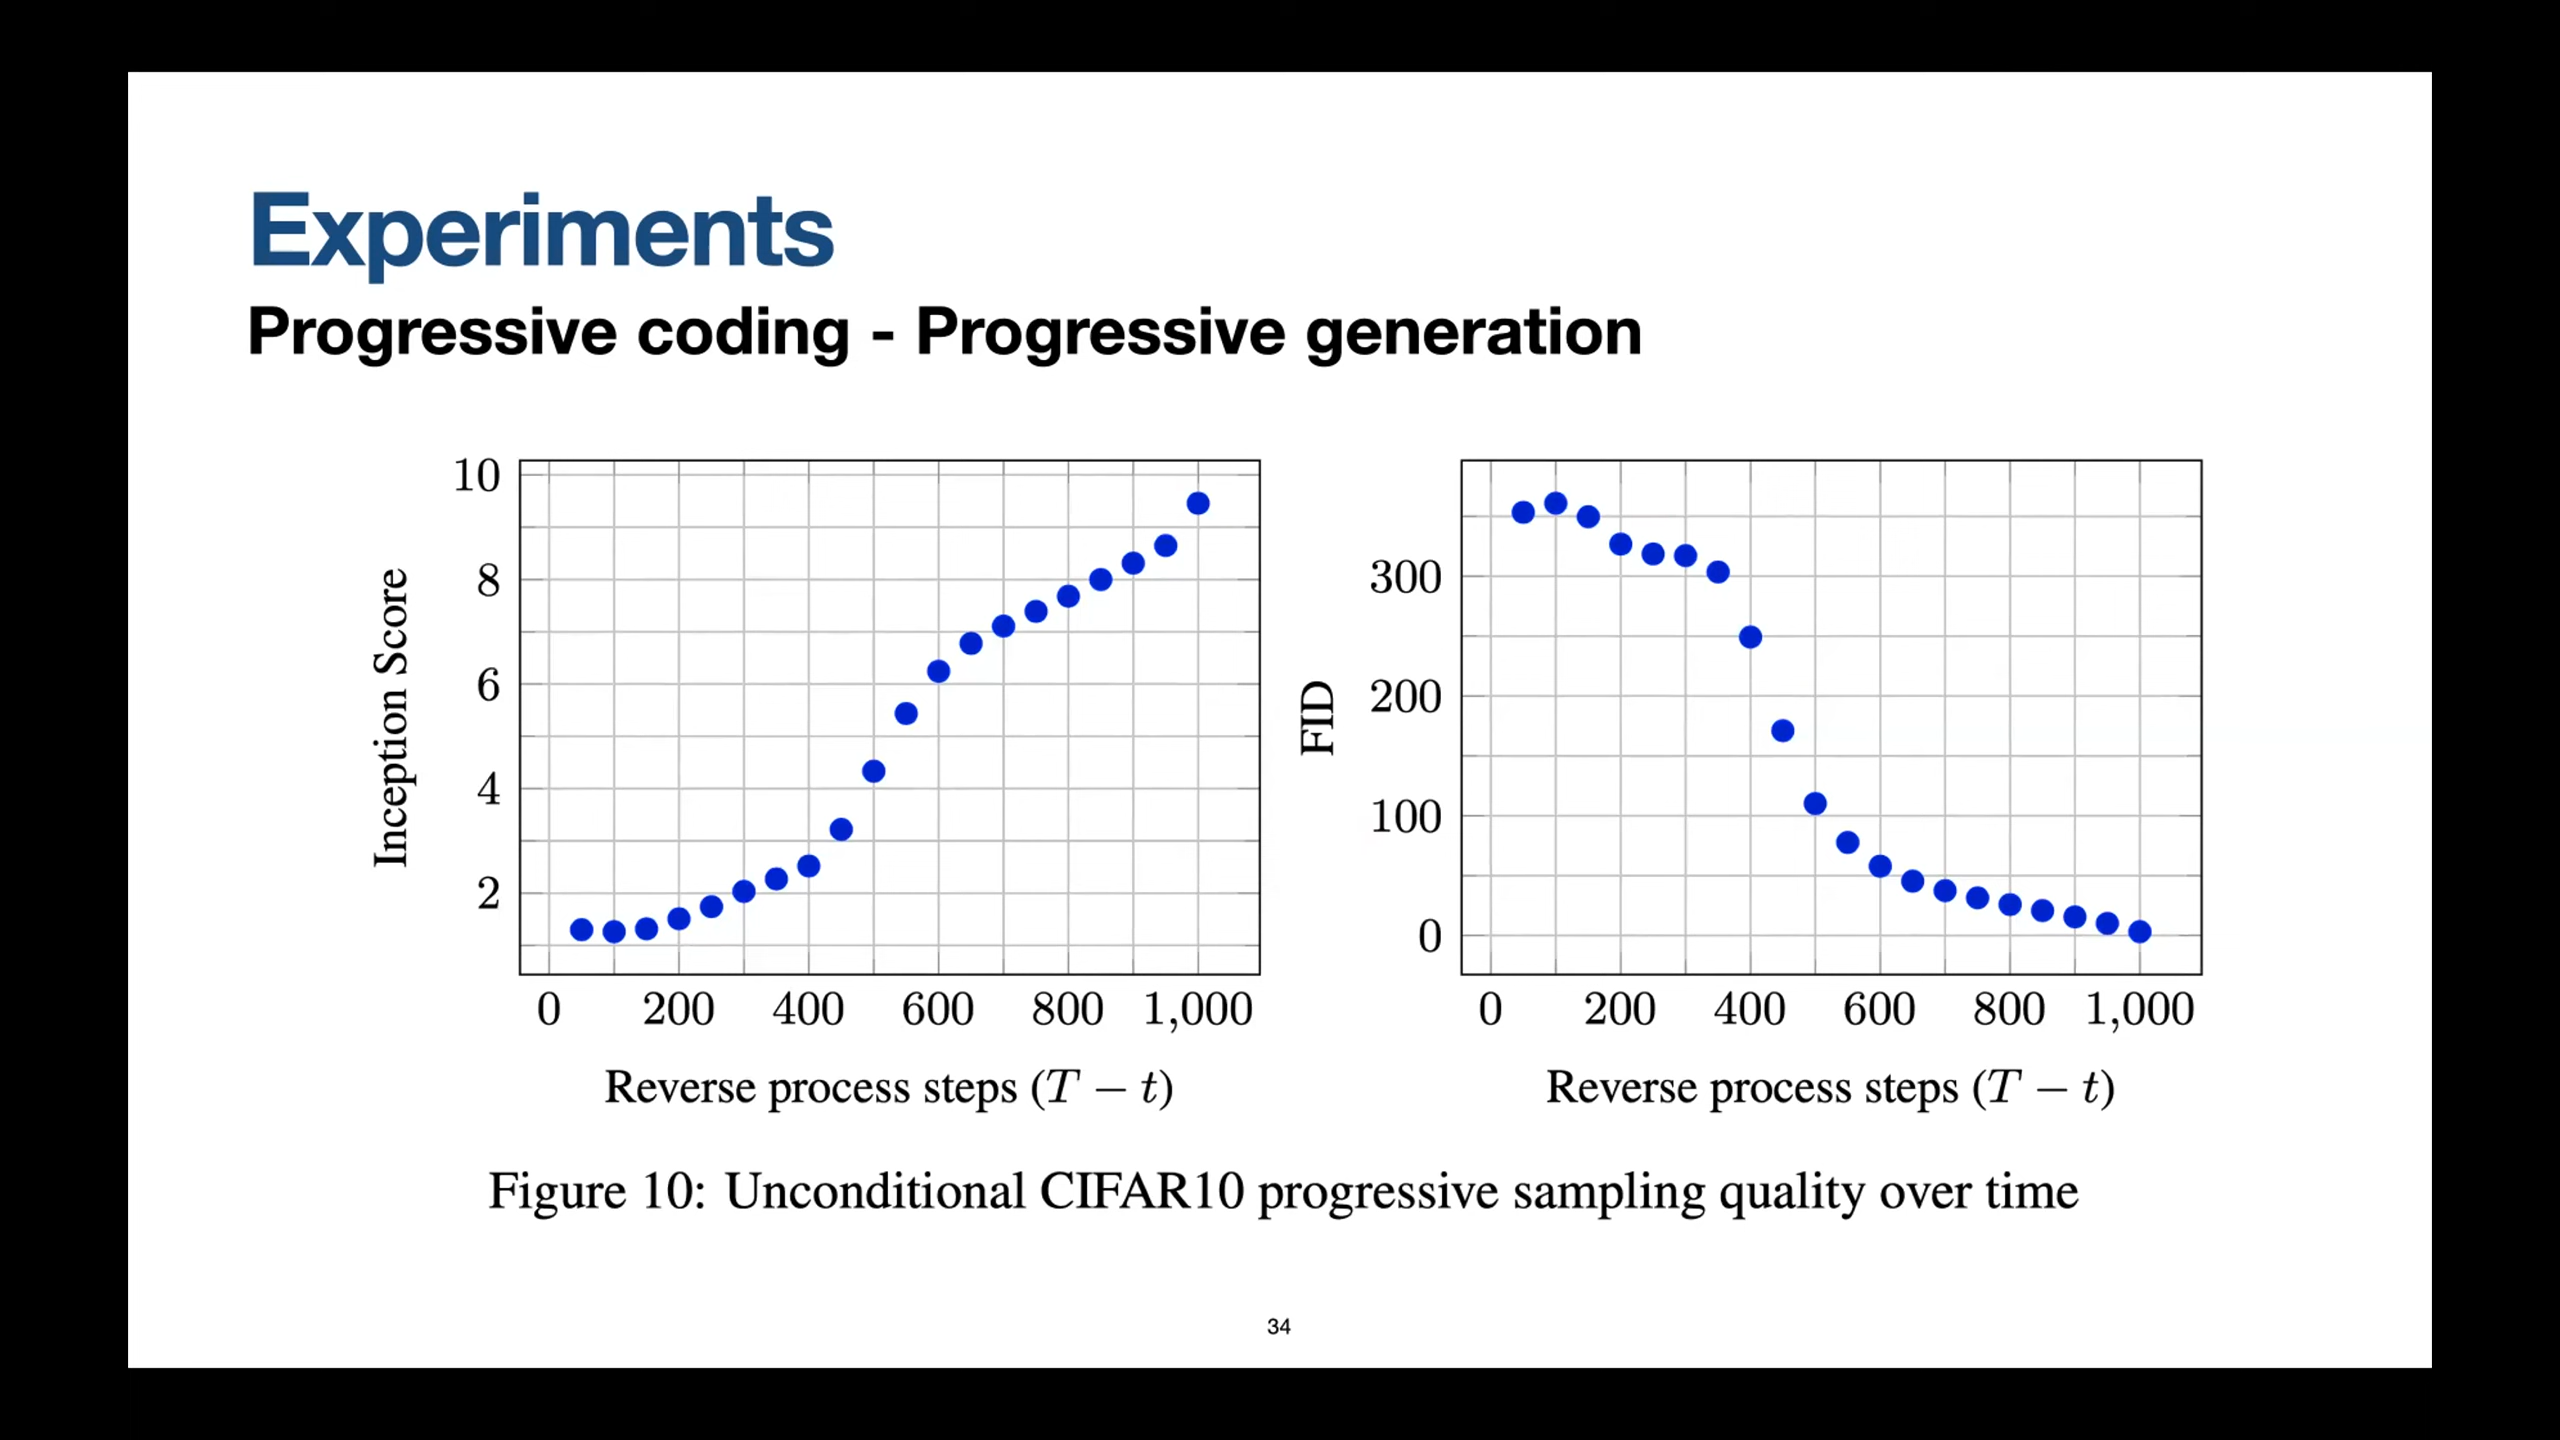 Experiments
Progressive coding - Progressive generation
Inception Score
10
8
6
4
2
0 200 400 600 800 1,000
Reverse process steps (T − t)
FID
300
200
100
0
0 200 400 600 800 1,000
Reverse process steps (T − t)
Figure 10: Unconditional CIFAR10 progressive sampling quality over time
34